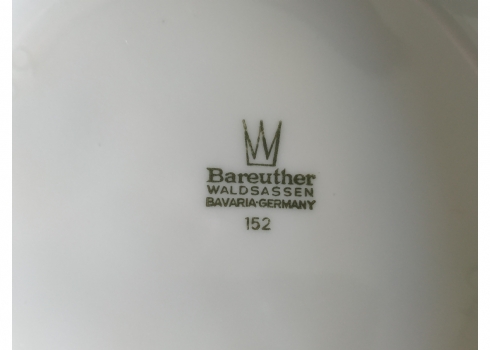 Bareuther
WALDSASSEN
BAVARIA-GERMANY
152